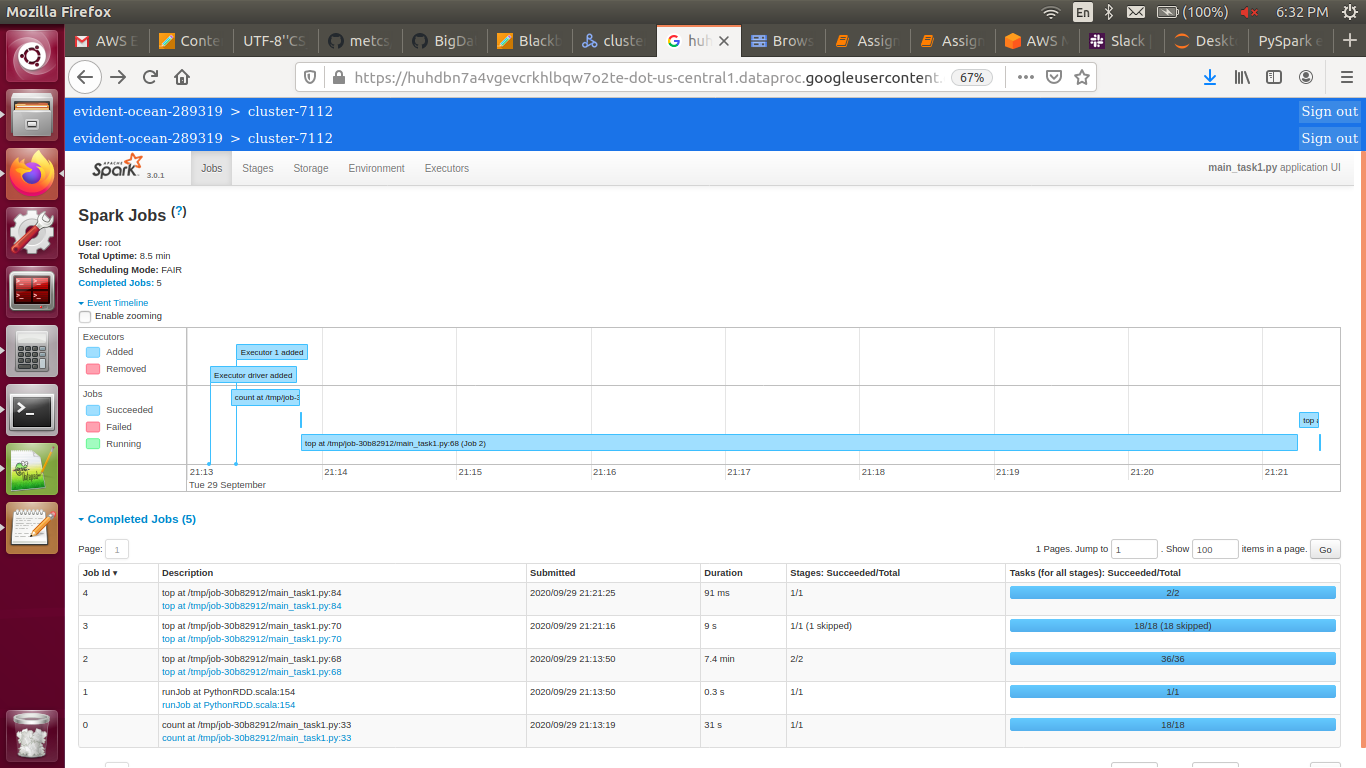 Mozilla Firefox
En
(100%)
6:32 PM
AWS E
Conte
UTF-8''CS
metcs
BigDa
Blackb
cluste
huh
Brows
Assign
Assign
AWS M
Slack
Deskt
PySpark e
https://huhdbn7a4vgevcrkhlbqw7o2te-dot-us-central1.dataproc.googleusercontent.
67%
evident-ocean-289319 > cluster-7112
Sign out
evident-ocean-289319 > cluster-7112
Sign out
APACHE
Spark 3.0.1
Jobs
Stages
Storage
Environment
Executors
main_task1.py application UI
Spark Jobs (?)
User: root
Total Uptime: 8.5 min
Scheduling Mode: FAIR
Completed Jobs: 5
Event Timeline
Enable zooming
Executors
Added
Removed
Executor 1 added
Executor driver added
Jobs
Succeeded
Failed
Running
count at /tmp/job-3
top a
top at /tmp/job-30b82912/main_task1.py:68 (Job 2)
21:13 21:14 21:15 21:16 21:17 21:18 21:19 21:20 21:21
Tue 29 September
Completed Jobs (5)
Page: 1
1 Pages. Jump to 1 . Show 100 items in a page. Go
Job Id ▾ Description Submitted Duration Stages: Succeeded/Total Tasks (for all stages): Succeeded/Total
4 top at /tmp/job-30b82912/main_task1.py:84 2020/09/29 21:21:25 91 ms 1/1 2/2
top at /tmp/job-30b82912/main_task1.py:84
3 top at /tmp/job-30b82912/main_task1.py:70 2020/09/29 21:21:16 9 s 1/1 (1 skipped) 18/18 (18 skipped)
top at /tmp/job-30b82912/main_task1.py:70
2 top at /tmp/job-30b82912/main_task1.py:68 2020/09/29 21:13:50 7.4 min 2/2 36/36
top at /tmp/job-30b82912/main_task1.py:68
1 runJob at PythonRDD.scala:154 2020/09/29 21:13:50 0.3 s 1/1 1/1
runJob at PythonRDD.scala:154
0 count at /tmp/job-30b82912/main_task1.py:33 2020/09/29 21:13:19 31 s 1/1 18/18
count at /tmp/job-30b82912/main_task1.py:33